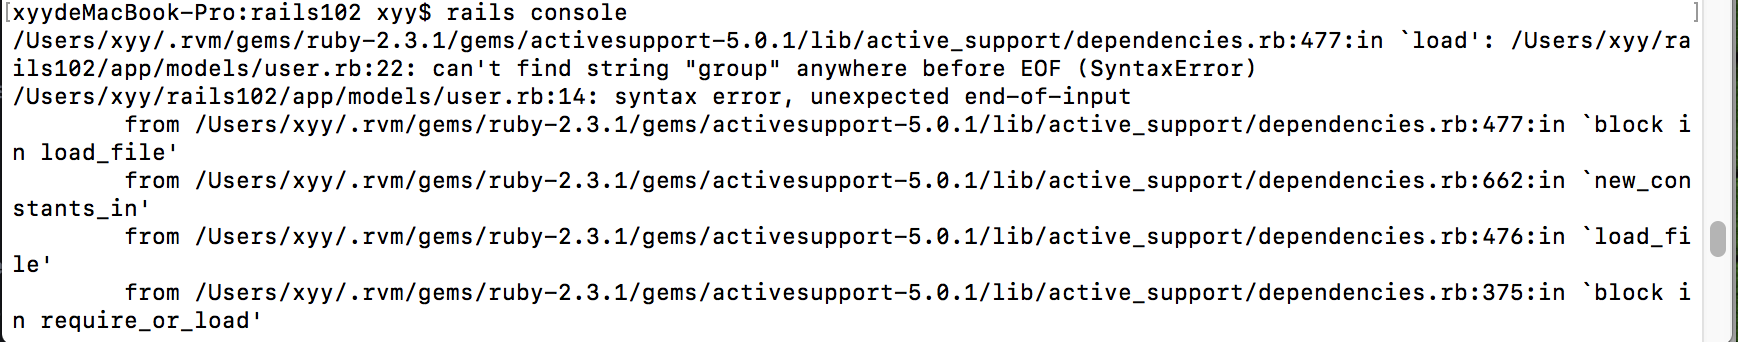 [xyydeMacBook-Pro:rails102 xyy$ rails console ]
/Users/xyy/.rvm/gems/ruby-2.3.1/gems/activesupport-5.0.1/lib/active_support/dependencies.rb:477:in `load': /Users/xyy/ra
ils102/app/models/user.rb:22: can't find string "group" anywhere before EOF (SyntaxError)
/Users/xyy/rails102/app/models/user.rb:14: syntax error, unexpected end-of-input
        from /Users/xyy/.rvm/gems/ruby-2.3.1/gems/activesupport-5.0.1/lib/active_support/dependencies.rb:477:in `block i
n load_file'
        from /Users/xyy/.rvm/gems/ruby-2.3.1/gems/activesupport-5.0.1/lib/active_support/dependencies.rb:662:in `new_con
stants_in'
        from /Users/xyy/.rvm/gems/ruby-2.3.1/gems/activesupport-5.0.1/lib/active_support/dependencies.rb:476:in `load_fi
le'
        from /Users/xyy/.rvm/gems/ruby-2.3.1/gems/activesupport-5.0.1/lib/active_support/dependencies.rb:375:in `block i
n require_or_load'